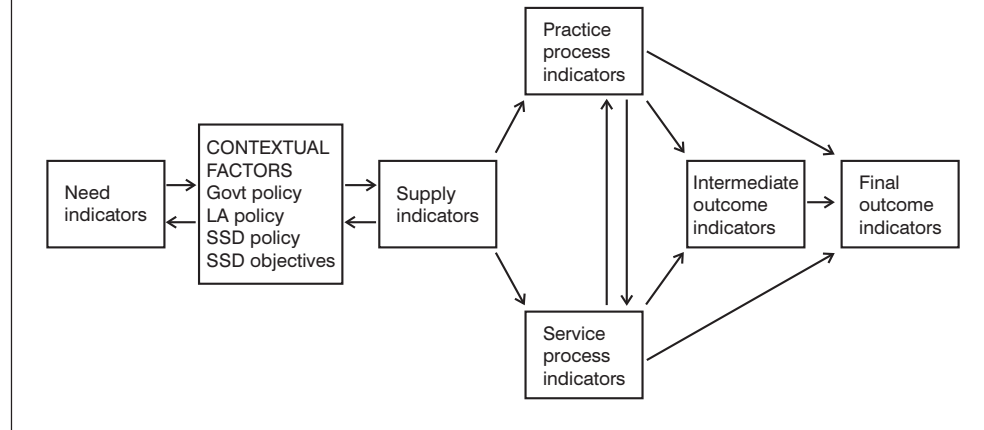 Need
indicators
CONTEXTUAL
FACTORS
Govt policy
LA policy
SSD policy
SSD objectives
Supply
indicators
Practice
process
indicators
Service
process
indicators
Intermediate
outcome
indicators
Final
outcome
indicators